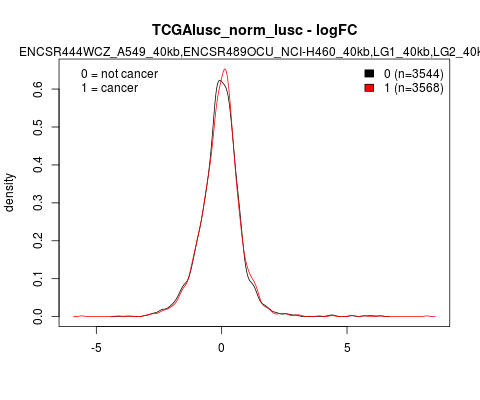 TCGAlusc_norm_lusc - logFC
ENCSR444WCZ_A549_40kb,ENCSR489OCU_NCI-H460_40kb,LG1_40kb,LG2_40k
0 = not cancer
1 = cancer
0 (n=3544)
1 (n=3568)
density
0.6
0.5
0.4
0.3
0.2
0.1
0.0
-5 0 5